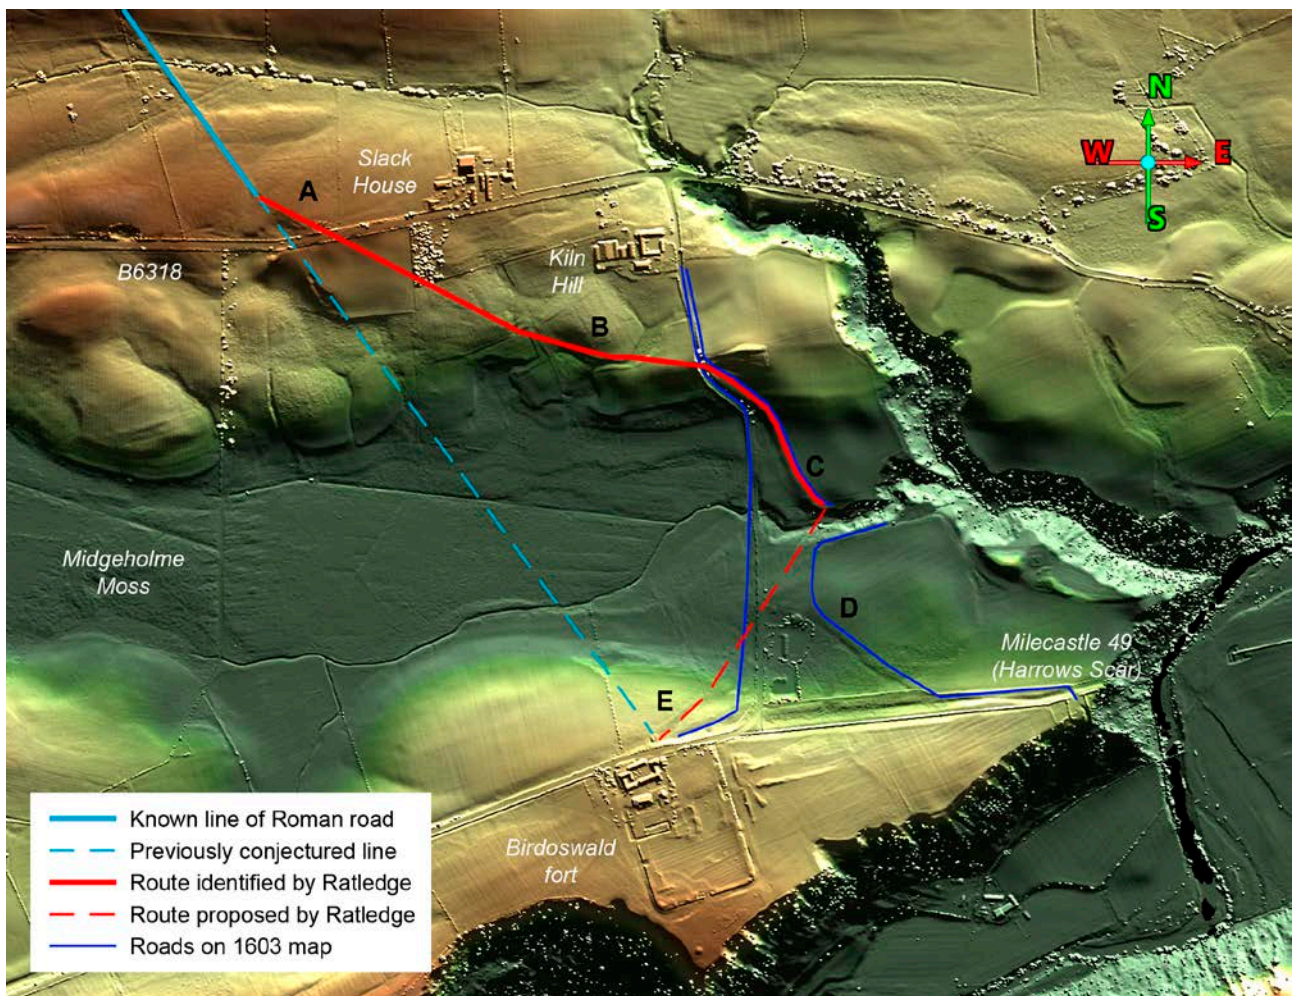 N
W
E
S
A
Slack
House
Kiln
Hill
B6318
B
C
Midgeholme
Moss
D
Milecastle 49
(Harrows Scar)
E
Birdoswald
fort
Known line of Roman road
Previously conjectured line
Route identified by Ratledge
Route proposed by Ratledge
Roads on 1603 map